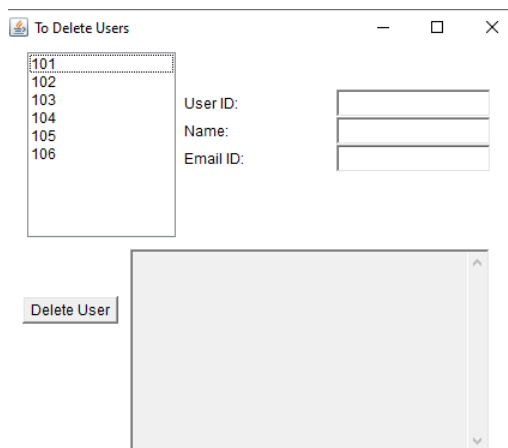 To Delete Users
101
102
103
104
105
106
User ID:
Name:
Email ID:
Delete User